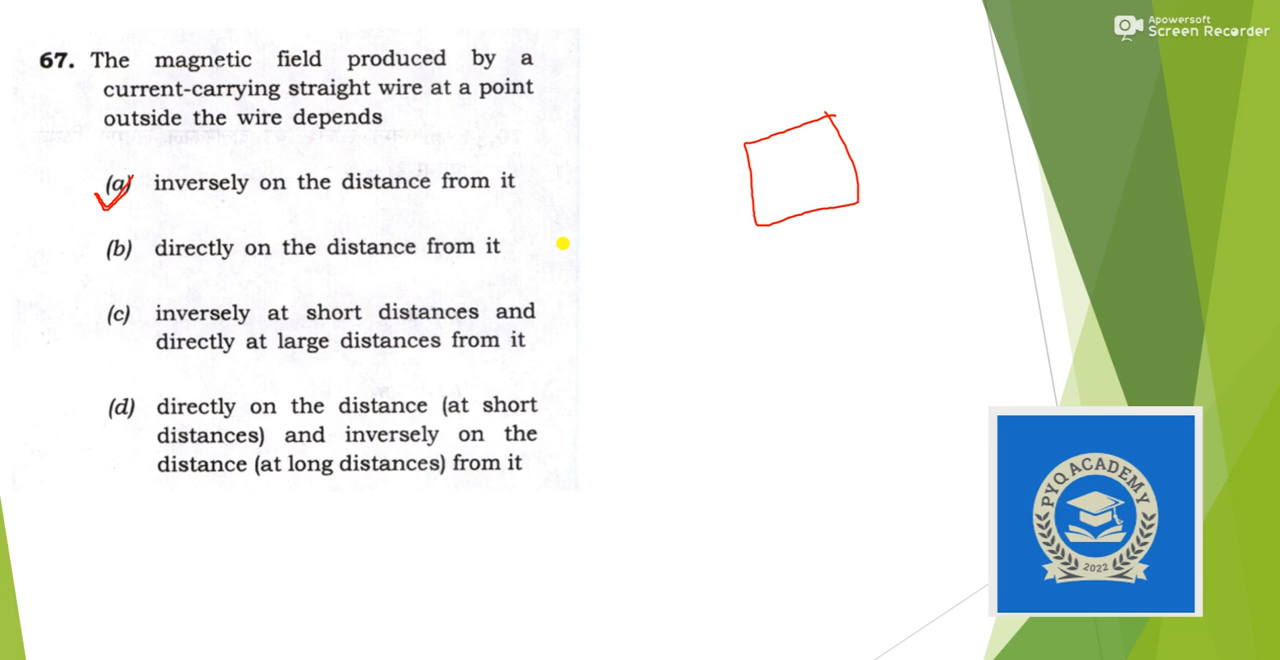 Apowersoft
Screen Recorder
67. The magnetic field produced by a
current-carrying straight wire at a point
outside the wire depends
(a) inversely on the distance from it
(b) directly on the distance from it
(c) inversely at short distances and
directly at large distances from it
(d) directly on the distance (at short
distances) and inversely on the
distance (at long distances) from it
PYQ ACADEMY
2022